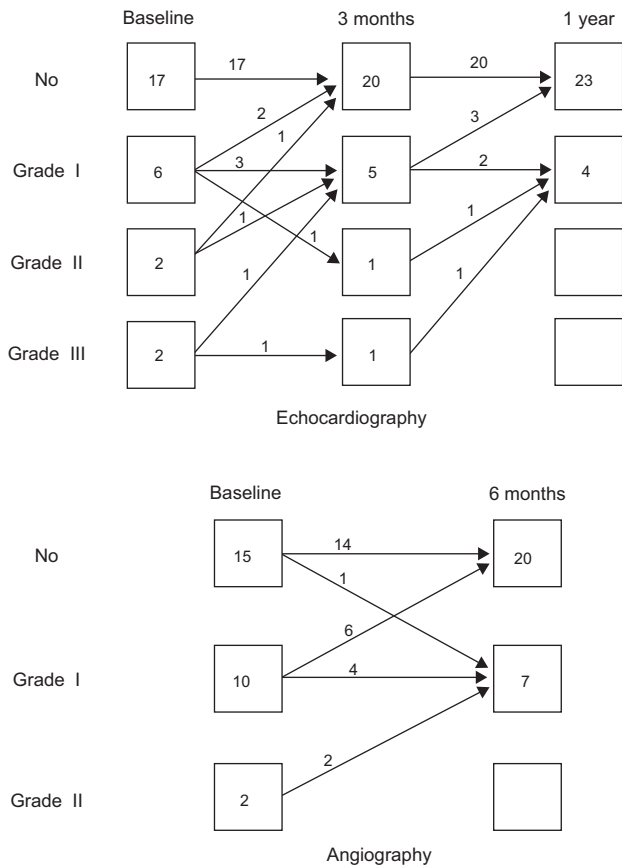 Baseline 3 months 1 year
17
20
No 17 20 23
2
1
3
3
2
Grade I 6 5 4
1
1
1
Grade II 2 1
1
1
1
Grade III 2 1
Echocardiography
Baseline 6 months
14
No 15 20
1
6
4
Grade I 10 7
2
Grade II 2
Angiography